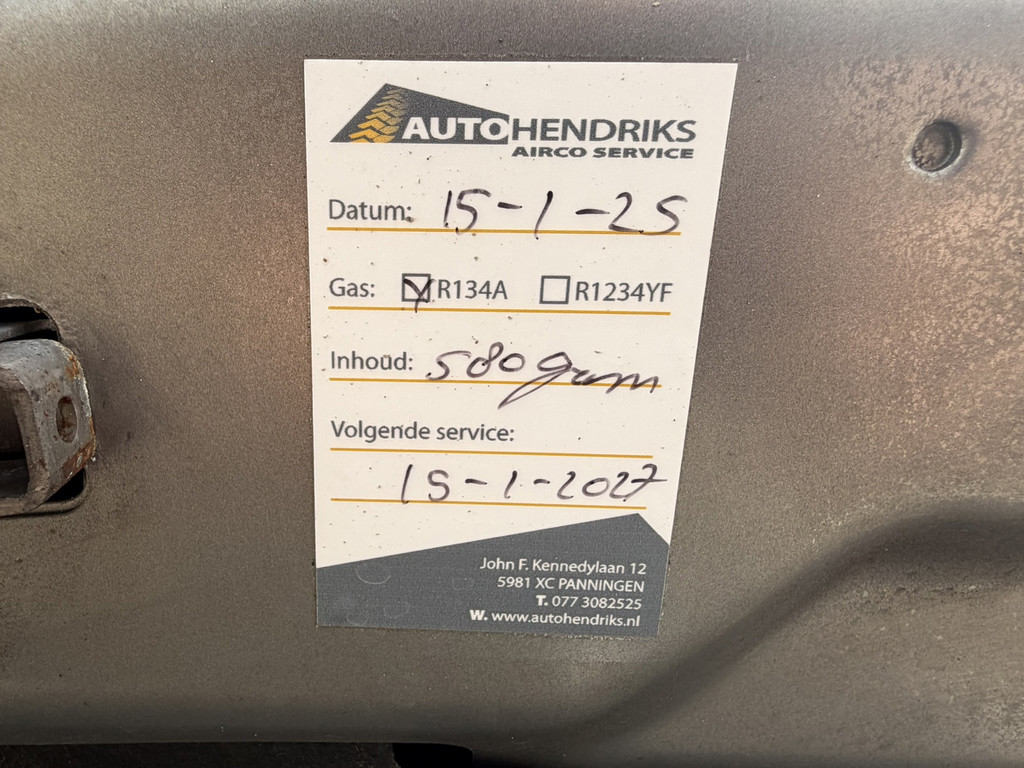 AUTOHENDRIKS
AIRCO SERVICE
Datum: 15-1-25
Gas: R134A R1234YF
Inhoud: 580 gram
Volgende service:
15-1-2027
John F. Kennedylaan 12
5981 XC PANNINGEN
T. 077 3082525
W. www.autohendriks.nl